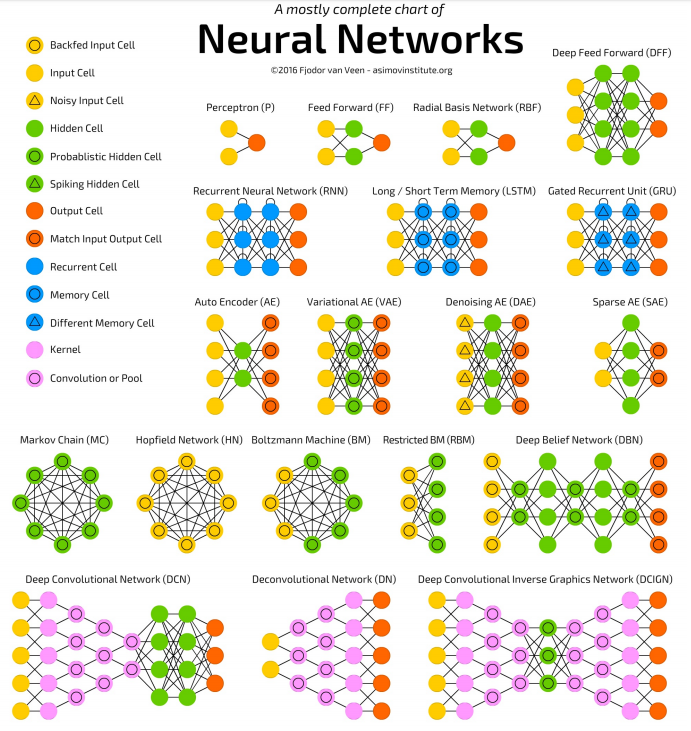 A mostly complete chart of
Neural Networks
©2016 Fjodor van Veen - asimovinstitute.org
Backfed Input Cell
Input Cell
Noisy Input Cell
Hidden Cell
Probablistic Hidden Cell
Spiking Hidden Cell
Output Cell
Match Input Output Cell
Recurrent Cell
Memory Cell
Different Memory Cell
Kernel
Convolution or Pool
Deep Feed Forward (DFF)
Perceptron (P)
Feed Forward (FF)
Radial Basis Network (RBF)
Recurrent Neural Network (RNN)
Long / Short Term Memory (LSTM)
Gated Recurrent Unit (GRU)
Auto Encoder (AE)
Variational AE (VAE)
Denoising AE (DAE)
Sparse AE (SAE)
Markov Chain (MC)
Hopfield Network (HN)
Boltzmann Machine (BM)
Restricted BM (RBM)
Deep Belief Network (DBN)
Deep Convolutional Network (DCN)
Deconvolutional Network (DN)
Deep Convolutional Inverse Graphics Network (DCIGN)